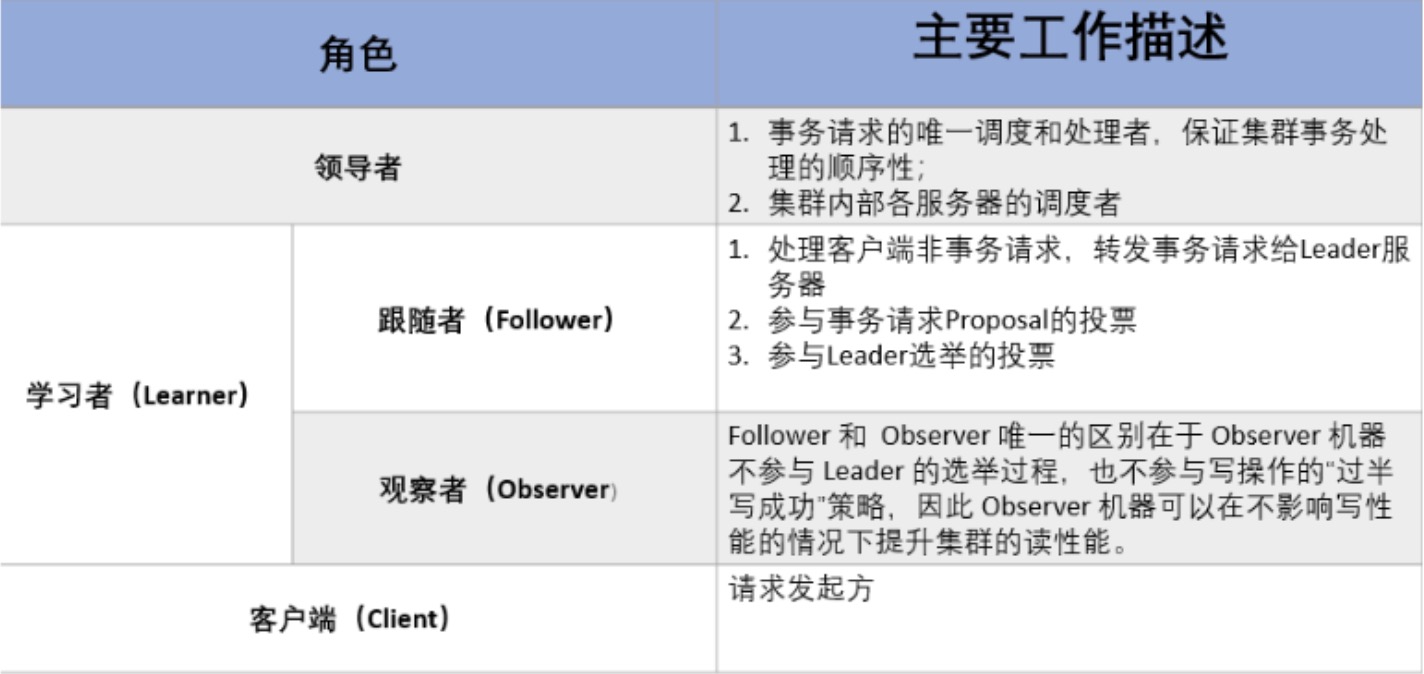 角色
主要工作描述
领导者
1. 事务请求的唯一调度和处理者，保证集群事务处
理的顺序性；
2. 集群内部各服务器的调度者
学习者（Learner）
跟随者（Follower）
1. 处理客户端非事务请求，转发事务请求给Leader服
务器
2. 参与事务请求Proposal的投票
3. 参与Leader选举的投票
观察者（Observer）
Follower 和 Observer 唯一的区别在于 Observer 机器
不参与 Leader 的选举过程，也不参与写操作的“过半
写成功”策略，因此 Observer 机器可以在不影响写性
能的情况下提升集群的读性能。
客户端（Client）
请求发起方